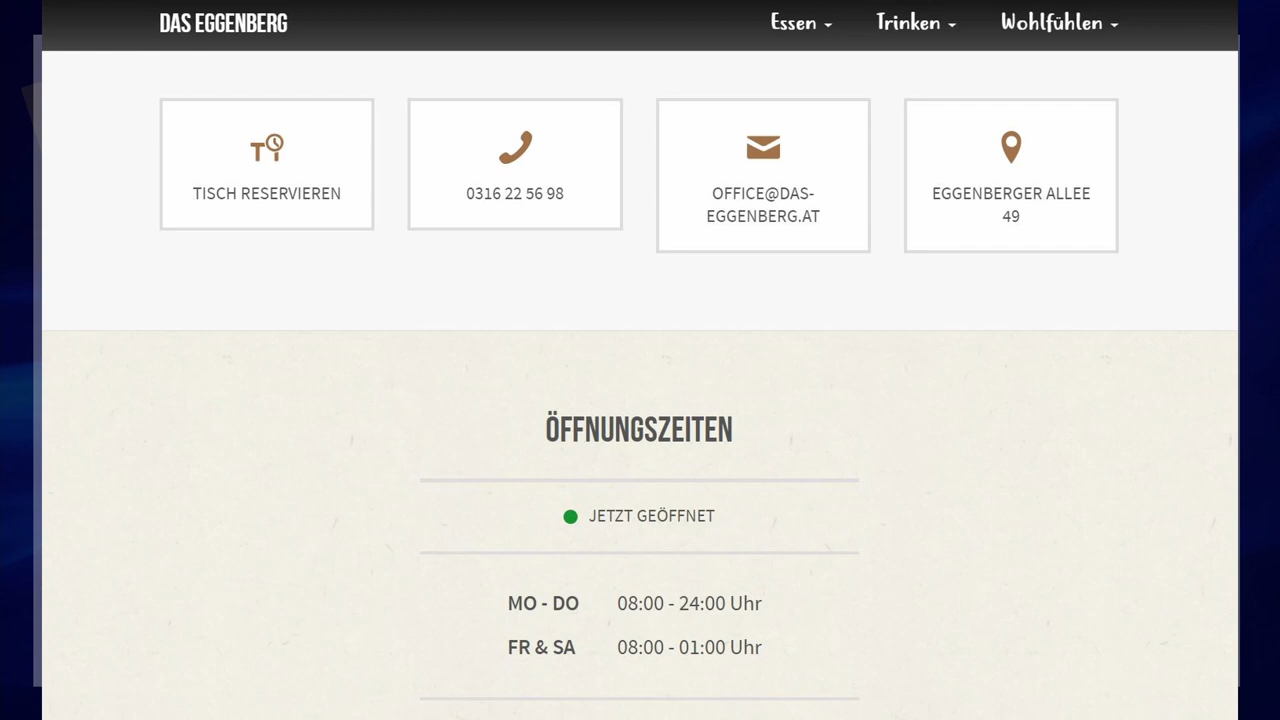 DAS EGGENBERG
Essen
Trinken
Wohlfühlen
TISCH RESERVIEREN
0316 22 56 98
OFFICE@DAS-
EGGENBERG.AT
EGGENBERGER ALLEE
49
ÖFFNUNGSZEITEN
JETZT GEÖFFNET
MO - DO 08:00 - 24:00 Uhr
FR & SA 08:00 - 01:00 Uhr